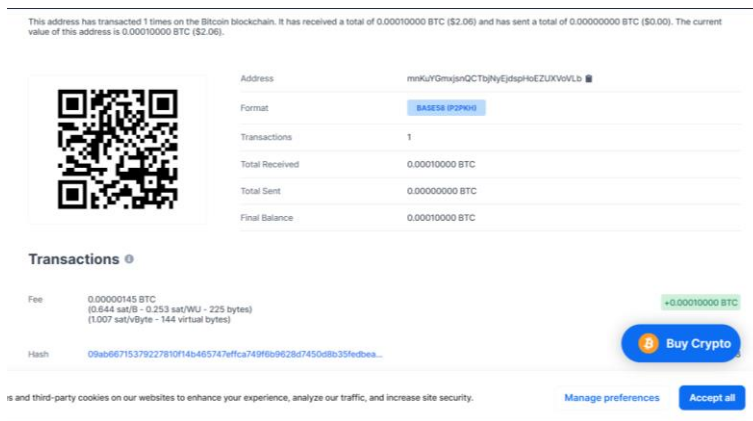 This address has transacted 1 times on the Bitcoin blockchain. It has received a total of 0.00010000 BTC ($2.06) and has sent a total of 0.00000000 BTC ($0.00). The current
value of this address is 0.00010000 BTC ($2.06).
Address mnKuYGmxjsnQCTbjNyEjdspHoEZUXVoVLb
Format BASE58 (P2PKH)
Transactions 1
Total Received 0.00010000 BTC
Total Sent 0.00000000 BTC
Final Balance 0.00010000 BTC
Transactions
Fee 0.00000145 BTC +0.00010000 BTC
(0.644 sat/B - 0.253 sat/WU - 225 bytes)
(1.007 sat/vByte - 144 virtual bytes)
Buy Crypto
Hash 09ab66715379227810f14b465747effca749f6b9628d7450d8b35fedbea...
and third-party cookies on our websites to enhance your experience, analyze our traffic, and increase site security. Manage preferences Accept all